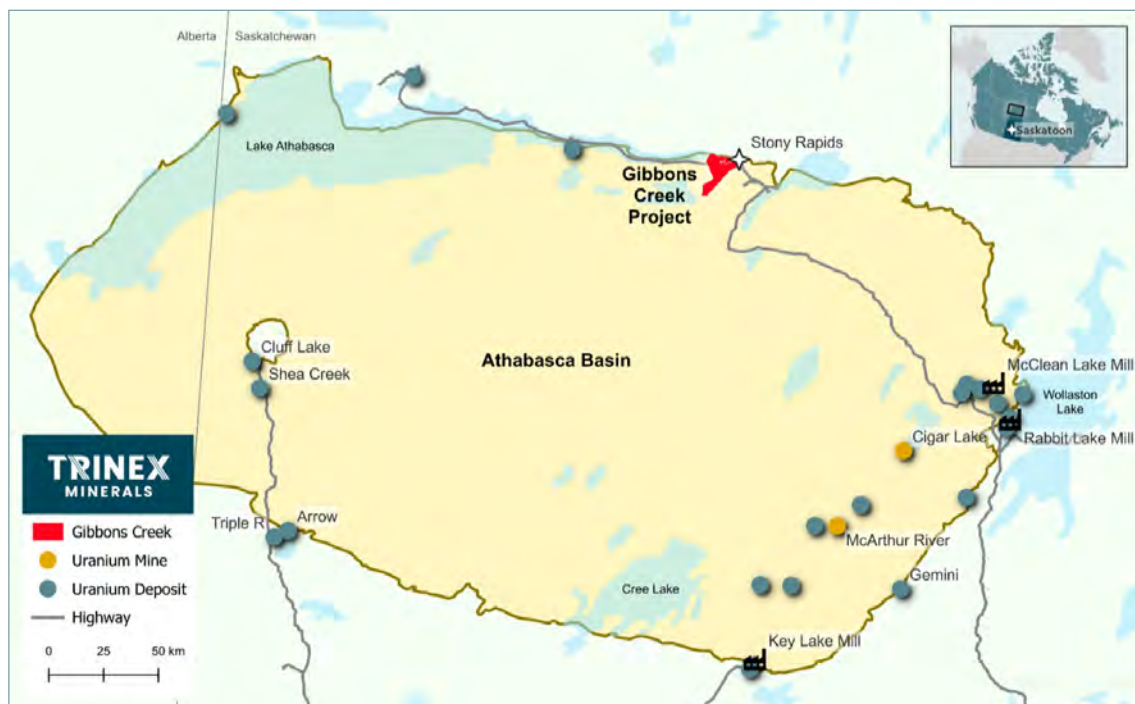 Alberta
Saskatchewan
Lake Athabasca
Stony Rapids
Gibbons
Creek
Project
Saskatoon
Athabasca Basin
Cluff Lake
Shea Creek
McClean Lake Mill
Wollaston
Lake
Cigar Lake
Rabbit Lake Mill
Triple R
Arrow
McArthur River
Gemini
Cree Lake
Key Lake Mill
TRINEX
MINERALS
Gibbons Creek
Uranium Mine
Uranium Deposit
Highway
0 25 50 km